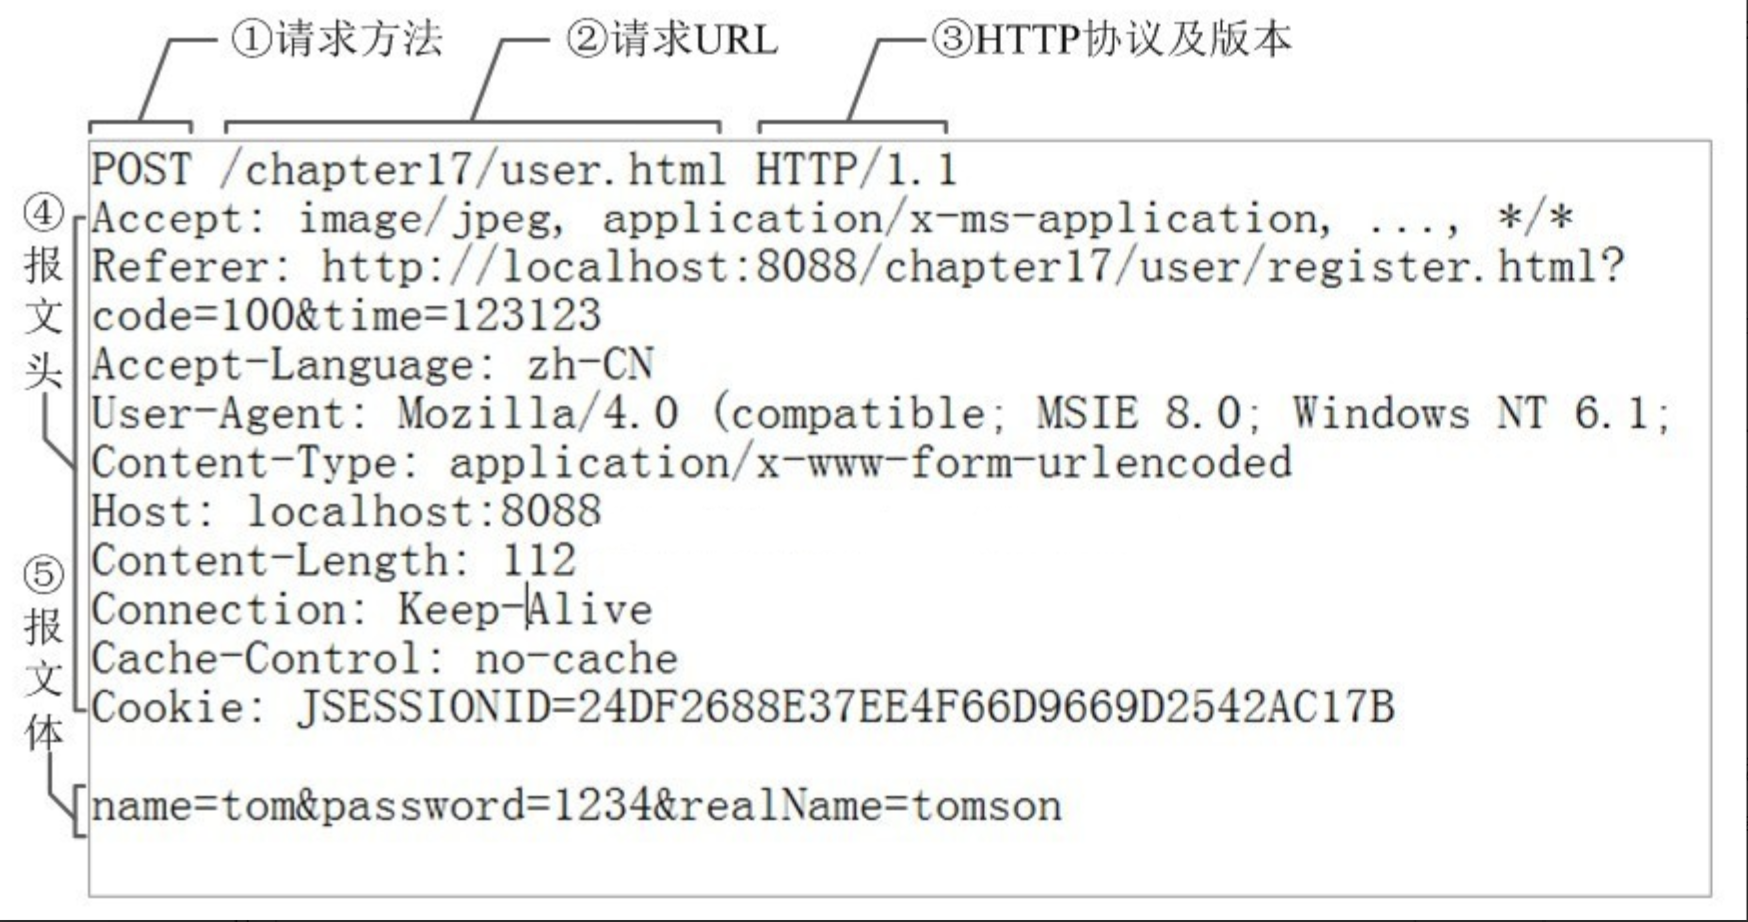 ①请求方法 ②请求URL ③HTTP协议及版本
POST /chapter17/user.html HTTP/1.1
④报文头
Accept: image/jpeg, application/x-ms-application, ..., */*
Referer: http://localhost:8088/chapter17/user/register.html?
code=100&time=123123
Accept-Language: zh-CN
User-Agent: Mozilla/4.0 (compatible; MSIE 8.0; Windows NT 6.1;
Content-Type: application/x-www-form-urlencoded
Host: localhost:8088
Content-Length: 112
Connection: Keep-Alive
Cache-Control: no-cache
Cookie: JSESSIONID=24DF2688E37EE4F66D9669D2542AC17B
⑤报文体
name=tom&password=1234&realName=tomson